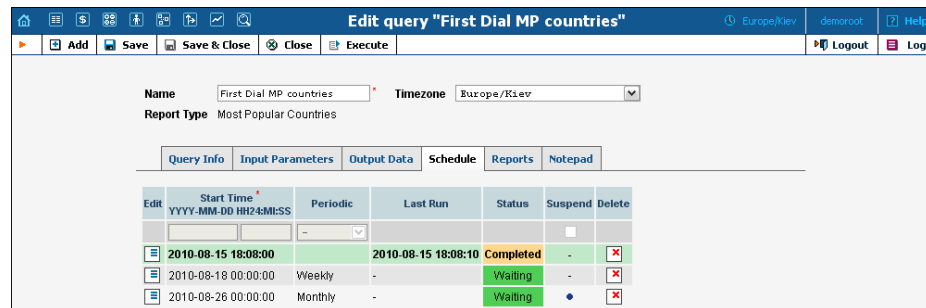 Edit query "First Dial MP countries" Europe/Kiev demoroot Help
Add Save Save & Close Close Execute Logout Log
Name First Dial MP countries * Timezone Europe/Kiev
Report Type Most Popular Countries
Query Info Input Parameters Output Data Schedule Reports Notepad
Edit Start Time * YYYY-MM-DD HH24:MI:SS Periodic Last Run Status Suspend Delete
-
2010-08-15 18:08:00 2010-08-15 18:08:10 Completed -
2010-08-18 00:00:00 Weekly - Waiting -
2010-08-26 00:00:00 Monthly - Waiting